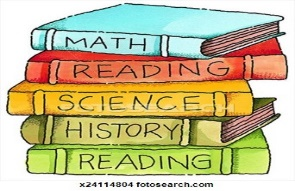 MATH
READING
SCIENCE
HISTORY
READING
x24114804 fotosearch.com